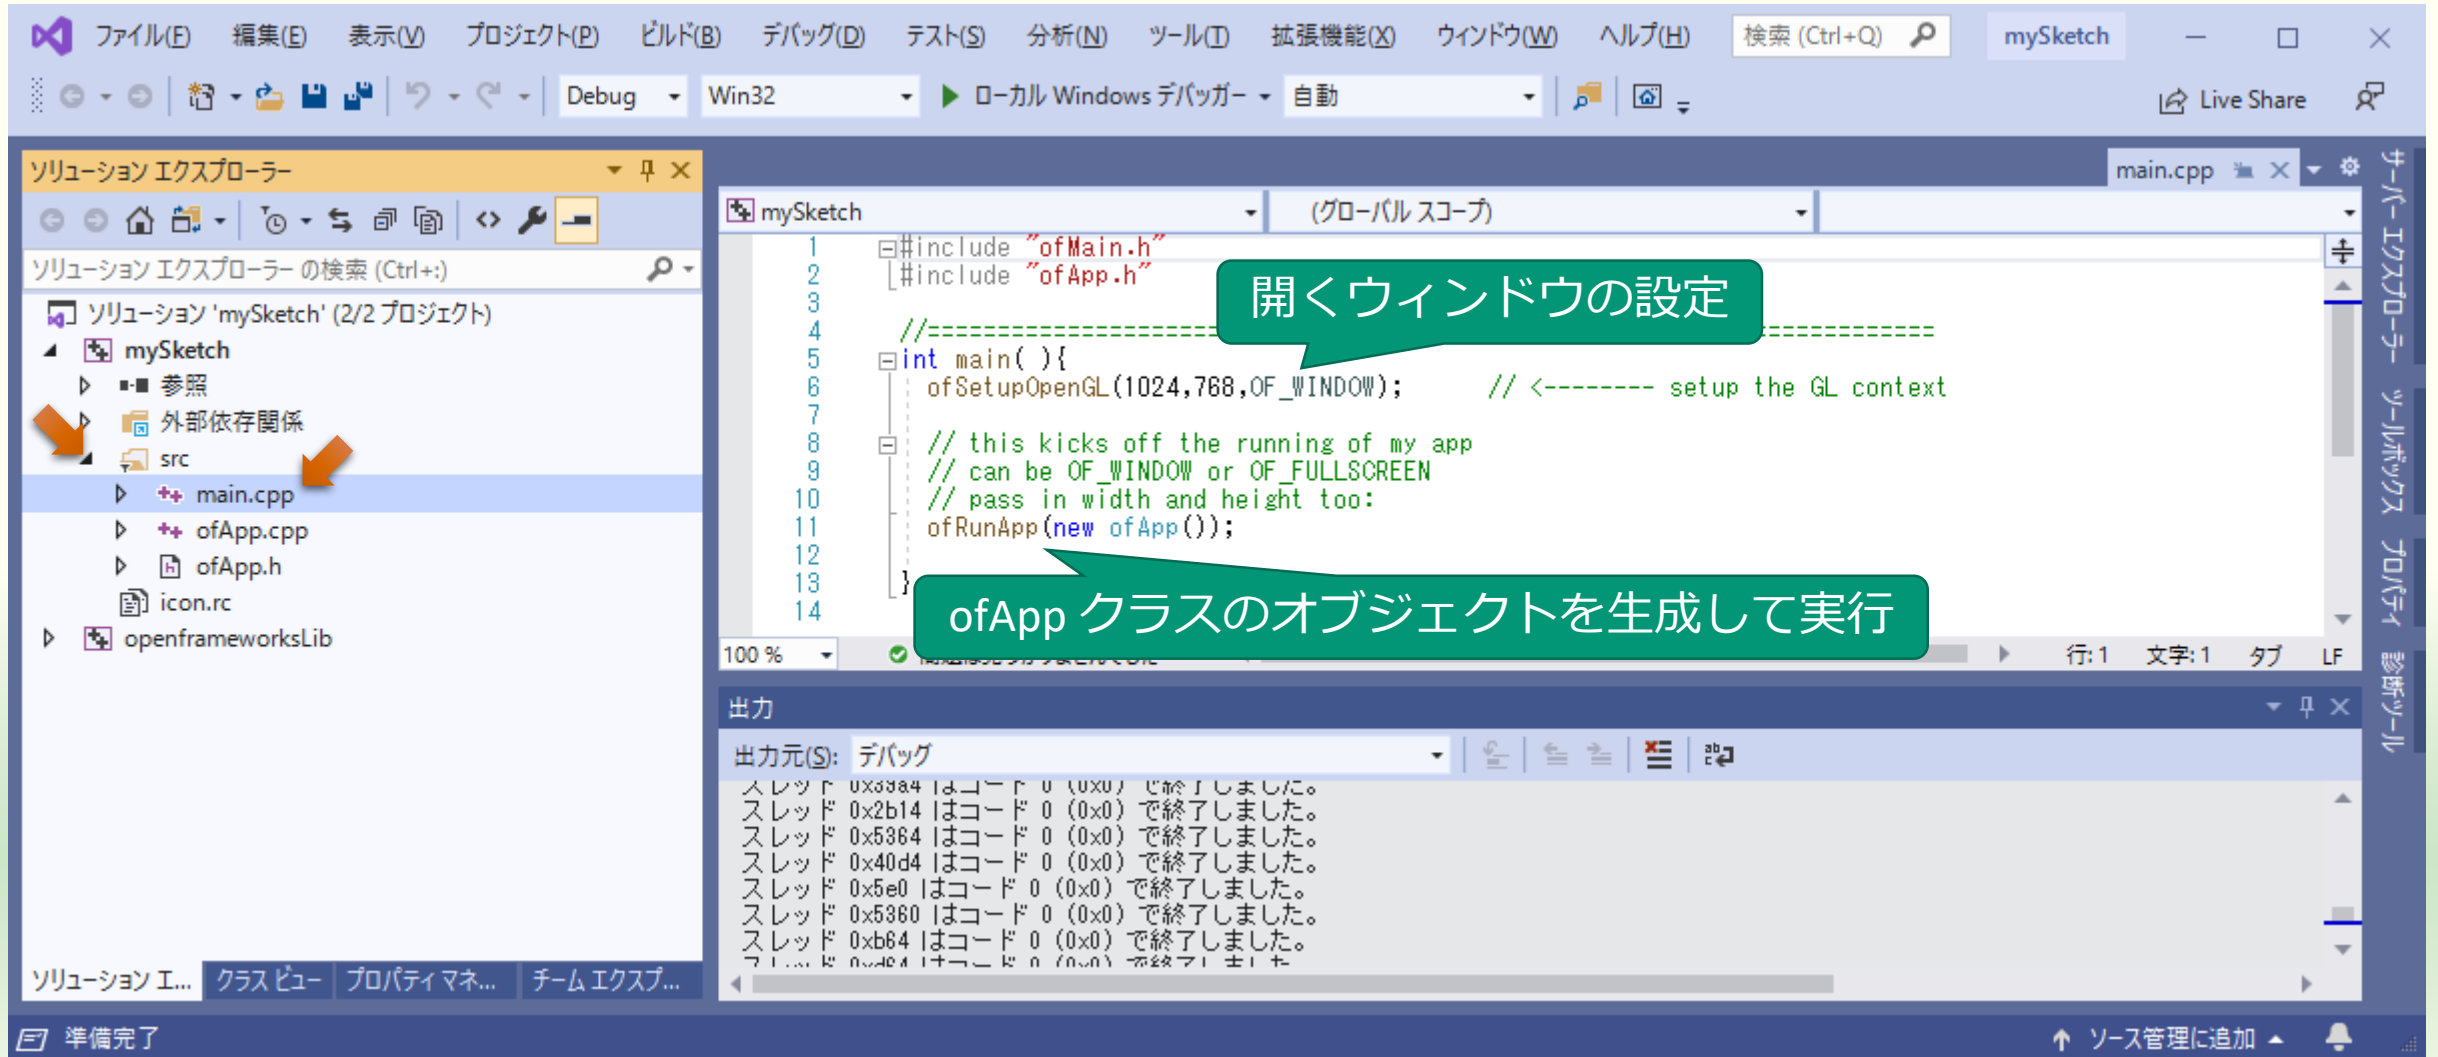 ファイル(F) 編集(E) 表示(V) プロジェクト(P) ビルド(B) デバッグ(D) テスト(S) 分析(N) ツール(T) 拡張機能(X) ウィンドウ(W) ヘルプ(H) 検索 (Ctrl+Q) mySketch
Debug Win32 ローカル Windows デバッガー 自動 Live Share
ソリューション エクスプローラー
ソリューション エクスプローラー の検索 (Ctrl+:)
ソリューション 'mySketch' (2/2 プロジェクト)
mySketch
参照
外部依存関係
src
main.cpp
ofApp.cpp
ofApp.h
icon.rc
openframeworksLib
ソリューション エ... クラス ビュー プロパティ マネ... チーム エクスプ...
main.cpp
mySketch (グローバル スコープ)
1 #include "ofMain.h"
2 #include "ofApp.h"
3
4 //========================================================================
5 int main( ){
6 ofSetupOpenGL(1024,768,OF_WINDOW); // <-------- setup the GL context
7
8 // this kicks off the running of my app
9 // can be OF_WINDOW or OF_FULLSCREEN
10 // pass in width and height too:
11 ofRunApp(new ofApp());
12
13 }
14
開くウィンドウの設定
ofApp クラスのオブジェクトを生成して実行
100 % 行: 1 文字: 1 タブ LF
出力
出力元(S): デバッグ
スレッド 0x39a4 はコード 0 (0x0) で終了しました。
スレッド 0x2b14 はコード 0 (0x0) で終了しました。
スレッド 0x5364 はコード 0 (0x0) で終了しました。
スレッド 0x40d4 はコード 0 (0x0) で終了しました。
スレッド 0x5e0 はコード 0 (0x0) で終了しました。
スレッド 0x5360 はコード 0 (0x0) で終了しました。
スレッド 0xb64 はコード 0 (0x0) で終了しました。
サーバー エクスプローラー
ツールボックス
プロパティ
診断ツール
準備完了 ソース管理に追加